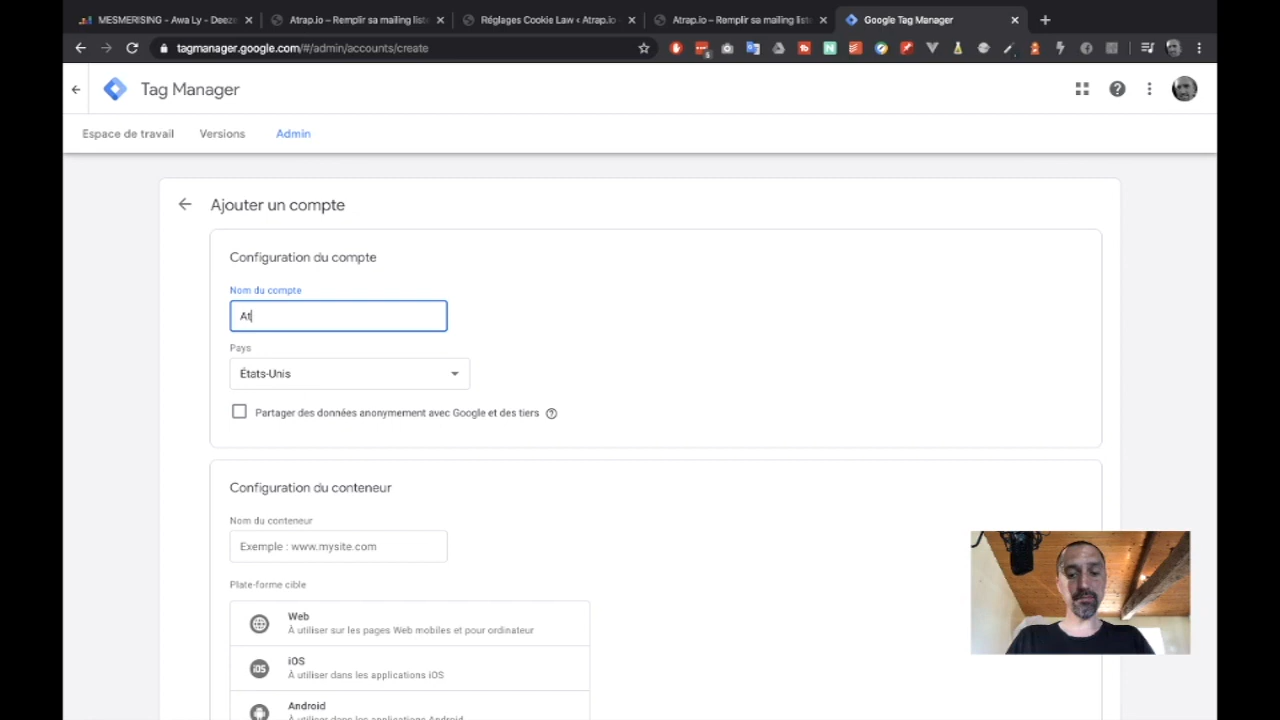 MESMERISING - Awa Ly - Deeze
Atrap.io – Remplir sa mailing liste
Réglages Cookie Law ‹ Atrap.io
Atrap.io – Remplir sa mailing liste
Google Tag Manager
tagmanager.google.com/#/admin/accounts/create
Tag Manager
Espace de travail
Versions
Admin
Ajouter un compte
Configuration du compte
Nom du compte
At
Pays
États-Unis
Partager des données anonymement avec Google et des tiers
Configuration du conteneur
Nom du conteneur
Exemple : www.mysite.com
Plate-forme cible
Web
À utiliser sur les pages Web mobiles et pour ordinateur
iOS
iOS
À utiliser dans les applications iOS
Android
À utiliser dans les applications Android